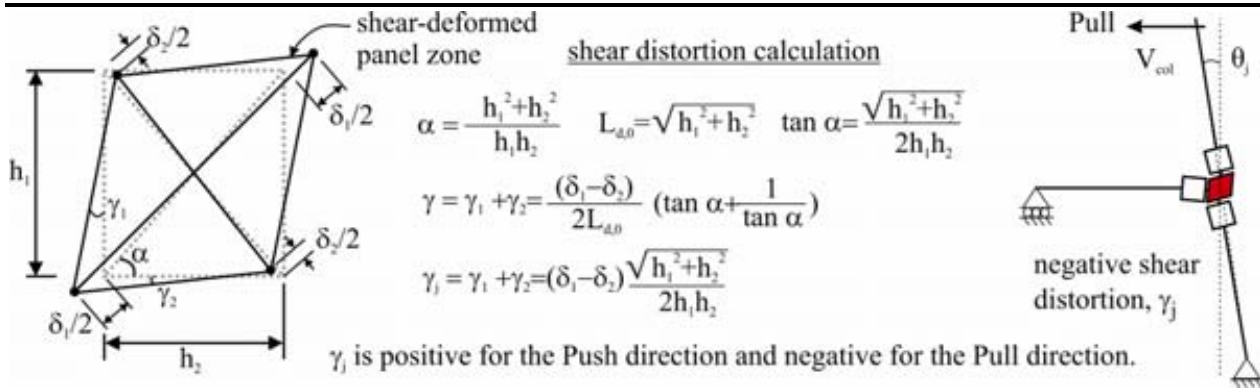 δ₂/2
shear-deformed
panel zone
δ₁/2
h₁
γ₁
α
δ₂/2
γ₂
δ₁/2
h₂
shear distortion calculation
α = (h₁²+h₂²)/(h₁h₂) L_d,0=√(h₁²+h₂²) tan α=√(h₁²+h₂²)/(2h₁h₂)
γ = γ₁ +γ₂=(δ₁−δ₂)/(2L_d,0) (tan α+1/(tan α))
γⱼ = γ₁ +γ₂=(δ₁−δ₂)√(h₁²+h₂²)/(2h₁h₂)
γⱼ is positive for the Push direction and negative for the Pull direction.
Pull
V_col
θⱼ
negative shear
distortion, γⱼ